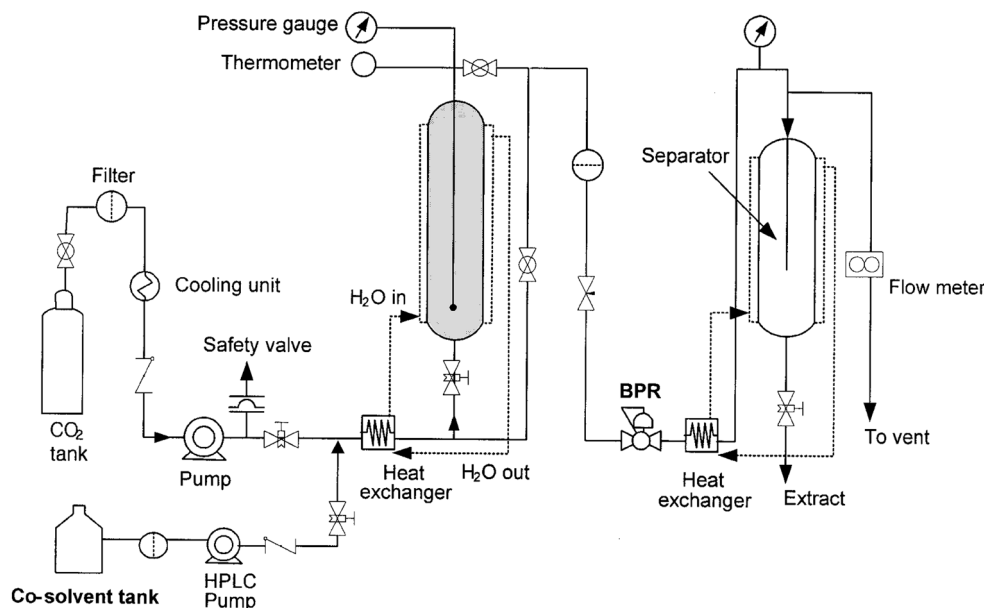 Pressure gauge
Thermometer
Separator
Filter
Cooling unit
H₂O in
Flow meter
Safety valve
BPR
CO₂
tank
To vent
Pump
Heat
exchanger
H₂O out
Heat
exchanger
Extract
HPLC
Pump
Co-solvent tank